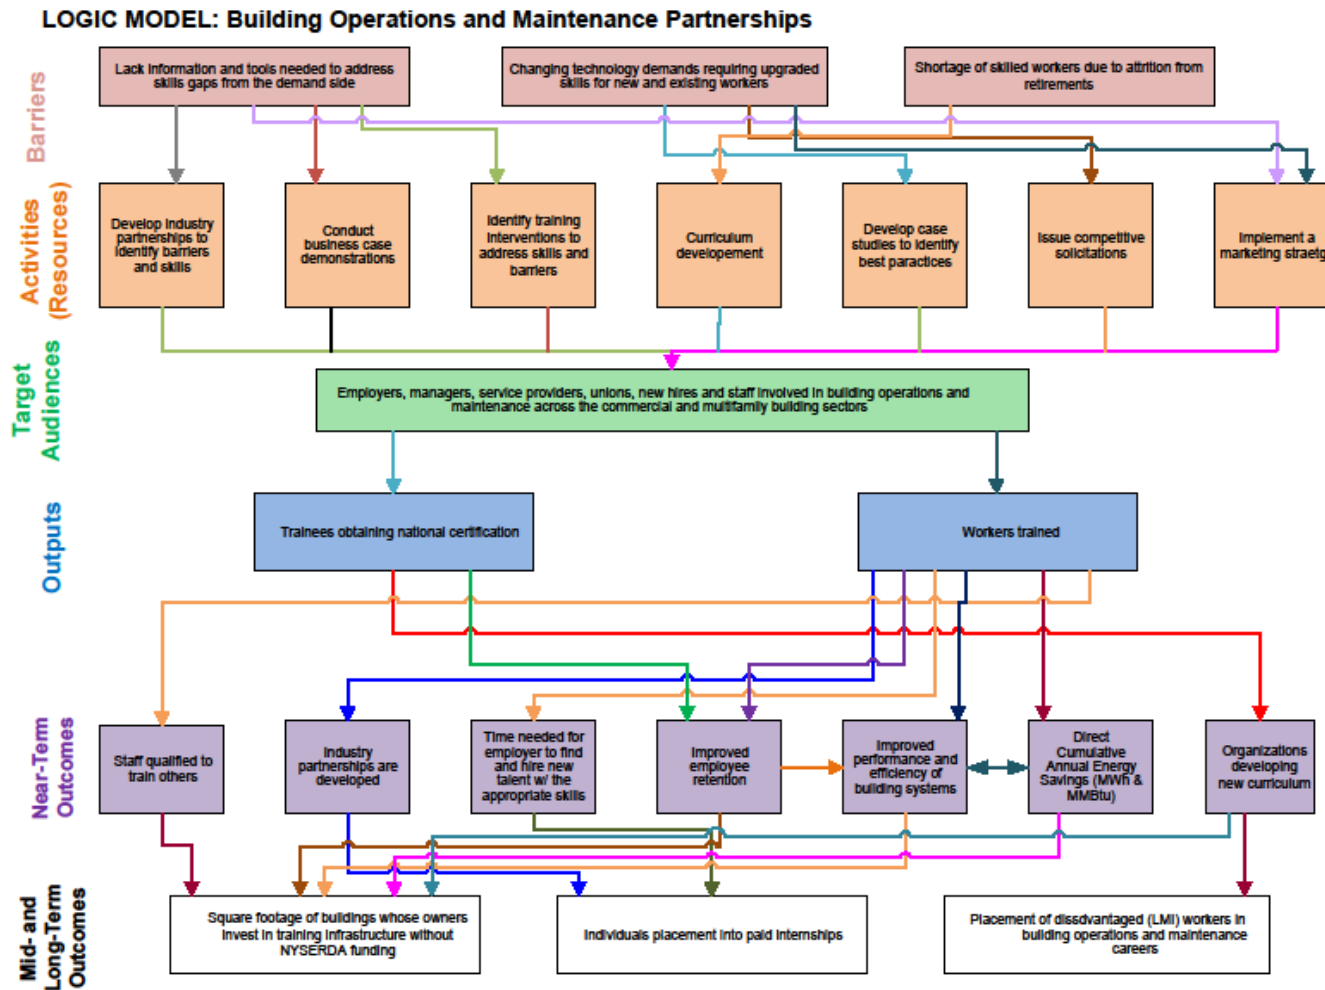 LOGIC MODEL: Building Operations and Maintenance Partnerships
Barriers
Lack information and tools needed to address
skills gaps from the demand side
Changing technology demands requiring upgraded
skills for new and existing workers
Shortage of skilled workers due to attrition from
retirements
Activities
(Resources)
Develop industry
partnerships to
identify barriers
and skills
Conduct
business case
demonstrations
Identify training
interventions to
address skills and
barriers
Curriculum
developement
Develop case
studies to identify
best paractices
Issue competitive
solicitations
Implement a
marketing straetg
Target
Audiences
Employers, managers, service providers, unions, new hires and staff involved in building operations and
maintenance across the commercial and multifamily building sectors
Outputs
Trainees obtaining national certification
Workers trained
Near-Term
Outcomes
Staff qualified to
train others
Industry
partnerships are
developed
Time needed for
employer to find
and hire new
talent w/ the
appropriate skills
Improved
employee
retention
Improved
performance and
efficiency of
building systems
Direct
Cumulative
Annual Energy
Savings (MWh &
MMBtu)
Organizations
developing
new curriculum
Mid- and
Long-Term
Outcomes
Square footage of buildings whose owners
invest in training infrastructure without
NYSERDA funding
Individuals placement into paid internships
Placement of dissdvantaged (LMI) workers in
building operations and maintenance
careers